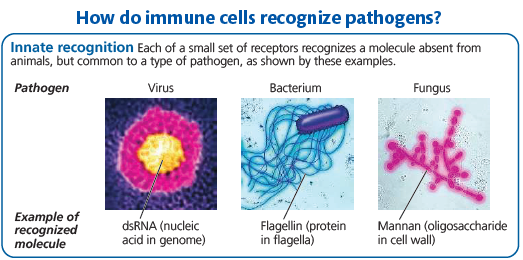 How do immune cells recognize pathogens?
Innate recognition Each of a small set of receptors recognizes a molecule absent from
animals, but common to a type of pathogen, as shown by these examples.
Pathogen Virus Bacterium Fungus
Example of
recognized
molecule
dsRNA (nucleic
acid in genome)
Flagellin (protein
in flagella)
Mannan (oligosaccharide
in cell wall)